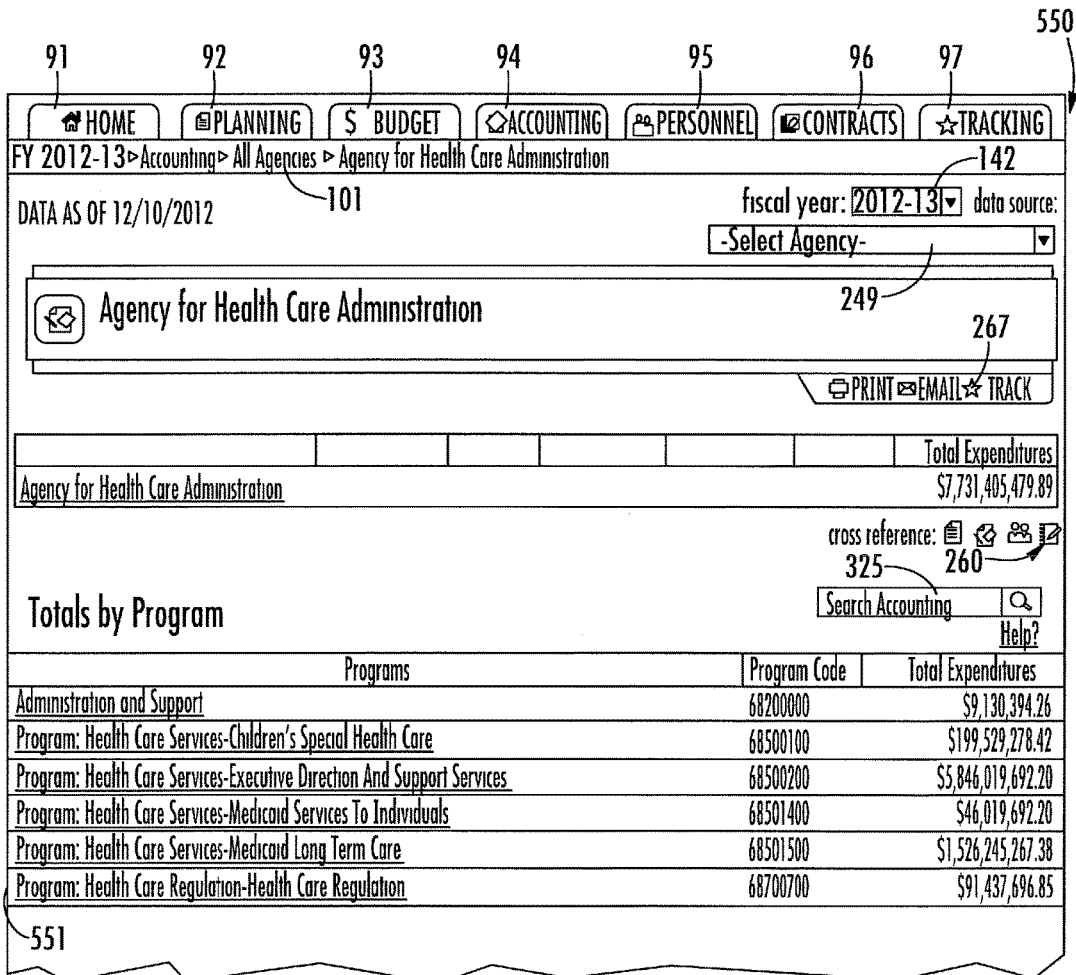 550
91 92 93 94 95 96 97
HOME PLANNING $ BUDGET ACCOUNTING PERSONNEL CONTRACTS TRACKING
FY 2012-13▹Accounting▹ All Agencies ▹ Agency for Health Care Administration
142
101
DATA AS OF 12/10/2012
fiscal year: 2012-13 data source:
-Select Agency-
249
Agency for Health Care Administration
267
PRINT EMAIL TRACK
Total Expenditures
Agency for Health Care Administration $7,731,405,479.89
cross reference:
260
325
Totals by Program
Search Accounting
Help?
Programs Program Code Total Expenditures
Administration and Support 68200000 $9,130,394.26
Program: Health Care Services-Children's Special Health Care 68500100 $199,529,278.42
Program: Health Care Services-Executive Direction And Support Services 68500200 $5,846,019,692.20
Program: Health Care Services-Medicaid Services To Individuals 68501400 $46,019,692.20
Program: Health Care Services-Medicaid Long Term Care 68501500 $1,526,245,267.38
Program: Health Care Regulation-Health Care Regulation 68700700 $91,437,696.85
551